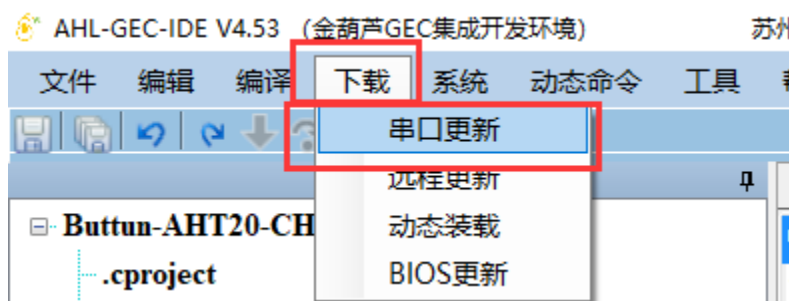 AHL-GEC-IDE V4.53 (金葫芦GEC集成开发环境) 苏州
文件 编辑 编译 下载 系统 动态命令 工具
串口更新
远程更新
Buttun-AHT20-CH
动态装载
.cproject
BIOS更新